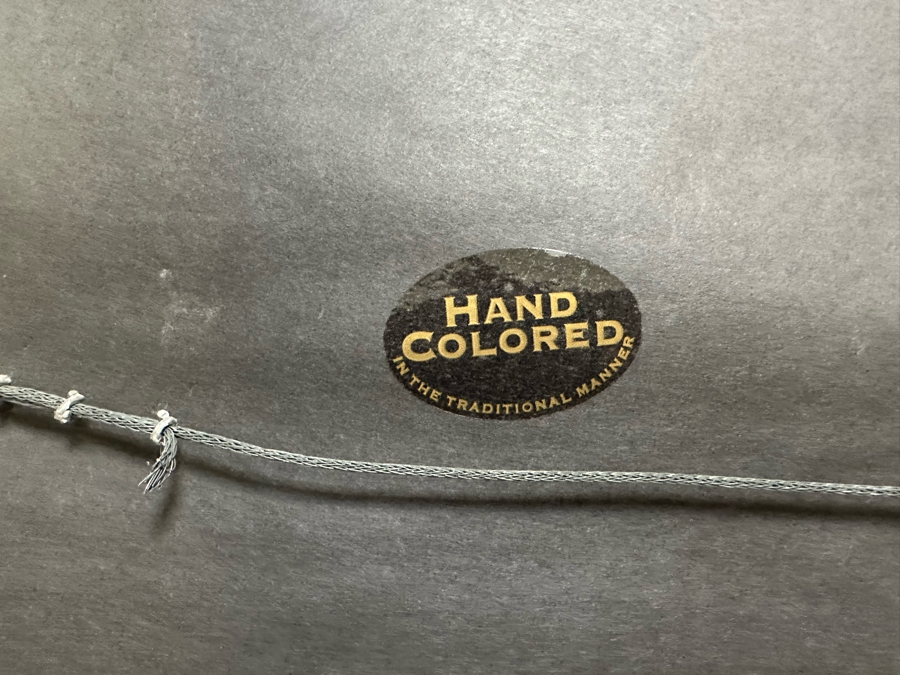 HAND
COLORED
IN THE TRADITIONAL MANNER